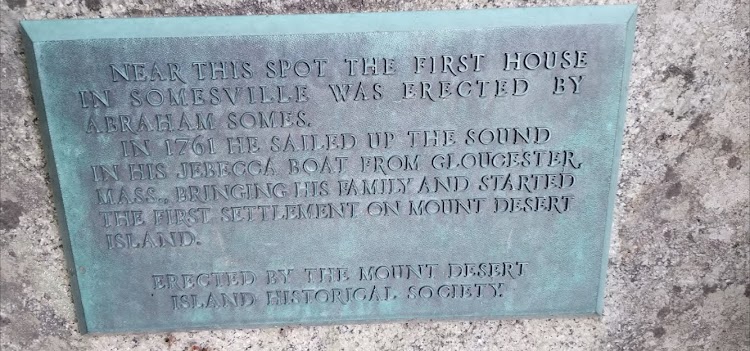 NEAR THIS SPOT THE FIRST HOUSE
IN SOMESVILLE WAS ERECTED BY
ABRAHAM SOMES.
IN 1761 HE SAILED UP THE SOUND
IN HIS JEBECCA BOAT FROM GLOUCESTER,
MASS., BRINGING HIS FAMILY AND STARTED
THE FIRST SETTLEMENT ON MOUNT DESERT
ISLAND.
ERECTED BY THE MOUNT DESERT
ISLAND HISTORICAL SOCIETY.